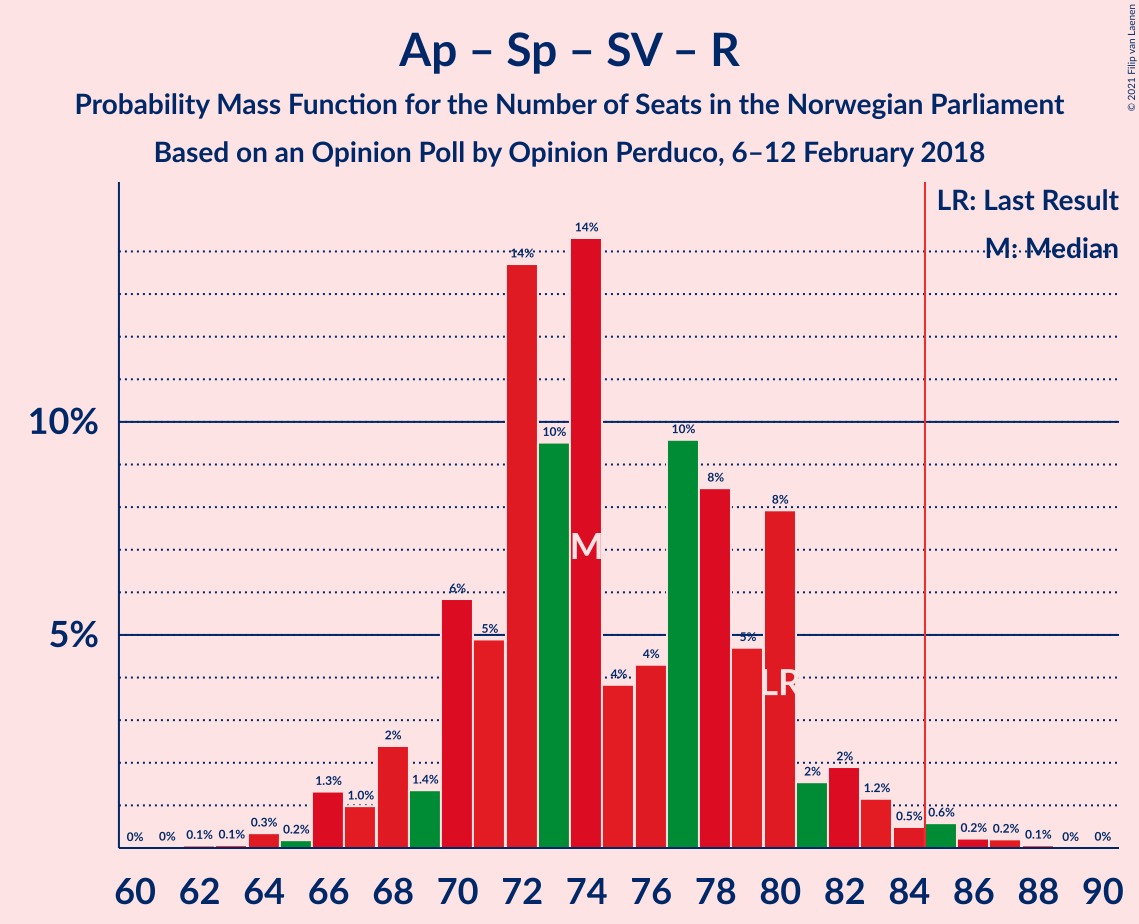 Ap – Sp – SV – R
Probability Mass Function for the Number of Seats in the Norwegian Parliament
Based on an Opinion Poll by Opinion Perduco, 6–12 February 2018
© 2021 Filip van Laenen
LR: Last Result
M: Median
10%
5%
0% 0% 0.1% 0.1% 0.3% 0.2% 1.3% 1.0% 2% 1.4% 6% 5% 14% 10% 14% 4% 4% 10% 8% 5% 8% 2% 2% 1.2% 0.5% 0.6% 0.2% 0.2% 0.1% 0% 0%
M
LR
60 62 64 66 68 70 72 74 76 78 80 82 84 86 88 90